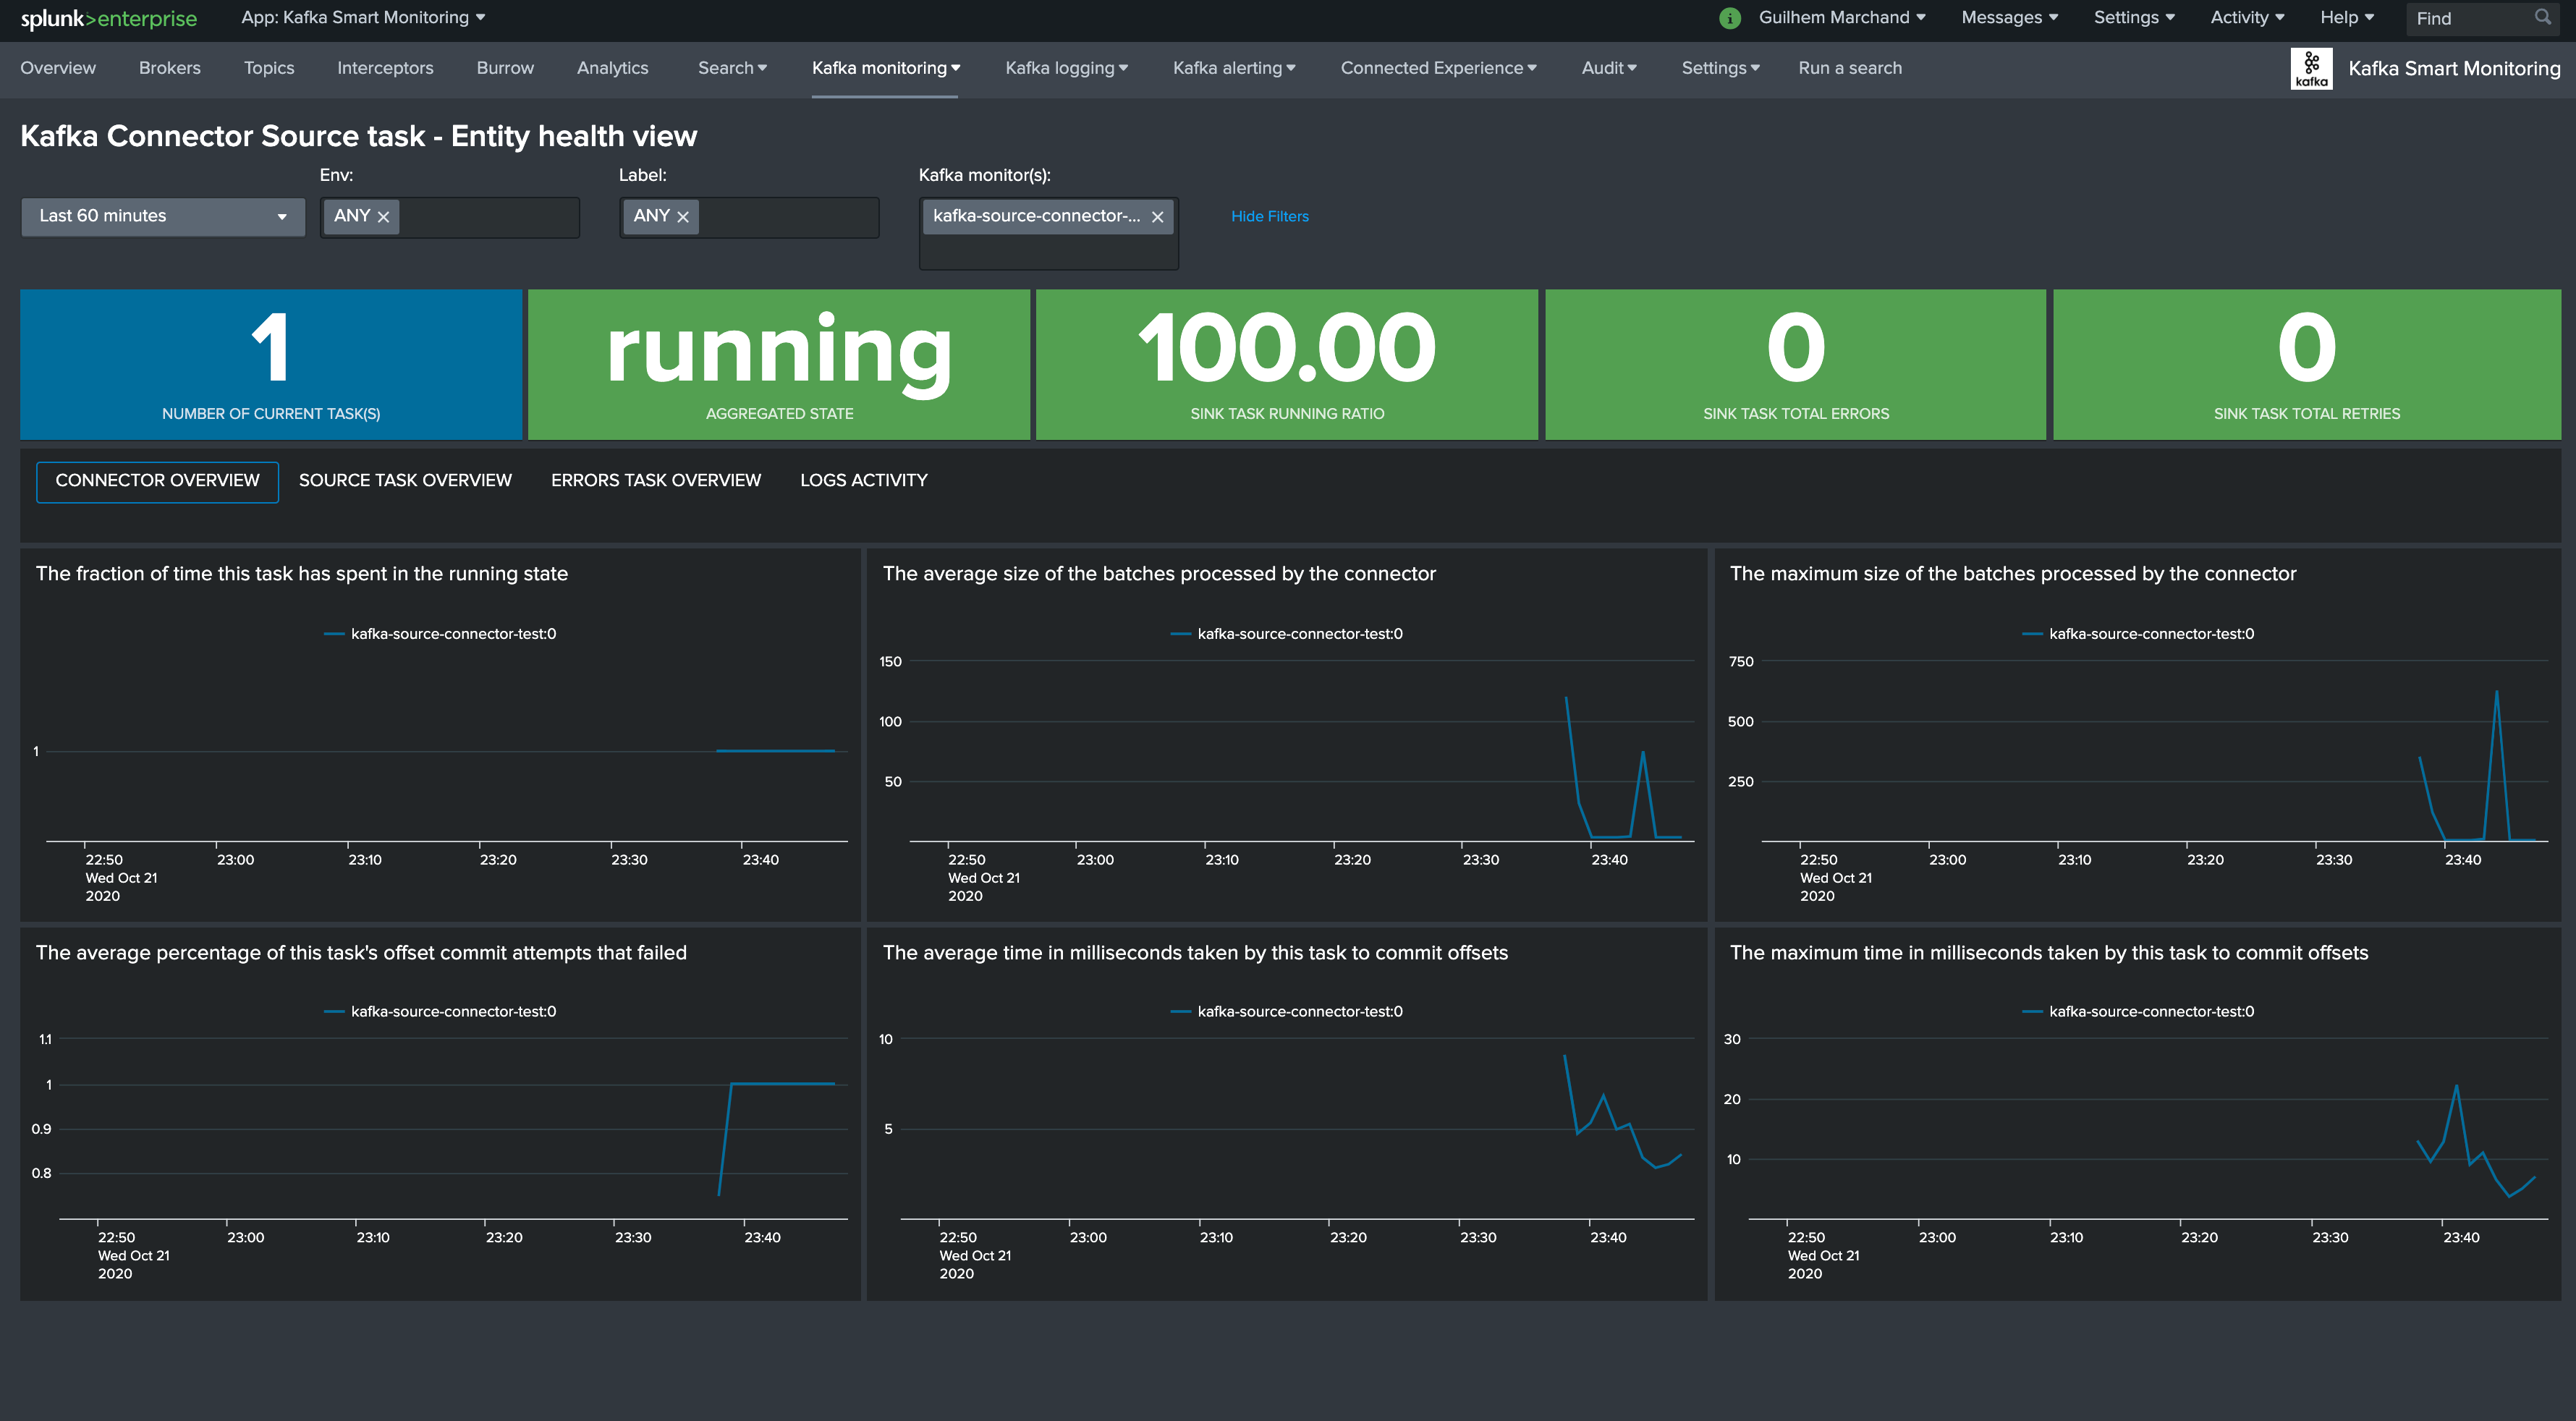 splunk>enterprise App: Kafka Smart Monitoring i Guilhem Marchand Messages Settings Activity Help Find
Overview Brokers Topics Interceptors Burrow Analytics Search Kafka monitoring Kafka logging Kafka alerting Connected Experience Audit Settings Run a search kafka Kafka Smart Monitoring
Kafka Connector Source task - Entity health view
Env: Label: Kafka monitor(s):
Last 60 minutes ANY ANY kafka-source-connector-... Hide Filters
1 running 100.00 0 0
NUMBER OF CURRENT TASK(S) AGGREGATED STATE SINK TASK RUNNING RATIO SINK TASK TOTAL ERRORS SINK TASK TOTAL RETRIES
CONNECTOR OVERVIEW SOURCE TASK OVERVIEW ERRORS TASK OVERVIEW LOGS ACTIVITY
The fraction of time this task has spent in the running state
kafka-source-connector-test:0
1
22:50 23:00 23:10 23:20 23:30 23:40
Wed Oct 21
2020
The average size of the batches processed by the connector
kafka-source-connector-test:0
150
100
50
22:50 23:00 23:10 23:20 23:30 23:40
Wed Oct 21
2020
The maximum size of the batches processed by the connector
kafka-source-connector-test:0
750
500
250
22:50 23:00 23:10 23:20 23:30 23:40
Wed Oct 21
2020
The average percentage of this task's offset commit attempts that failed
kafka-source-connector-test:0
1.1
1
0.9
0.8
22:50 23:00 23:10 23:20 23:30 23:40
Wed Oct 21
2020
The average time in milliseconds taken by this task to commit offsets
kafka-source-connector-test:0
10
5
22:50 23:00 23:10 23:20 23:30 23:40
Wed Oct 21
2020
The maximum time in milliseconds taken by this task to commit offsets
kafka-source-connector-test:0
30
20
10
22:50 23:00 23:10 23:20 23:30 23:40
Wed Oct 21
2020